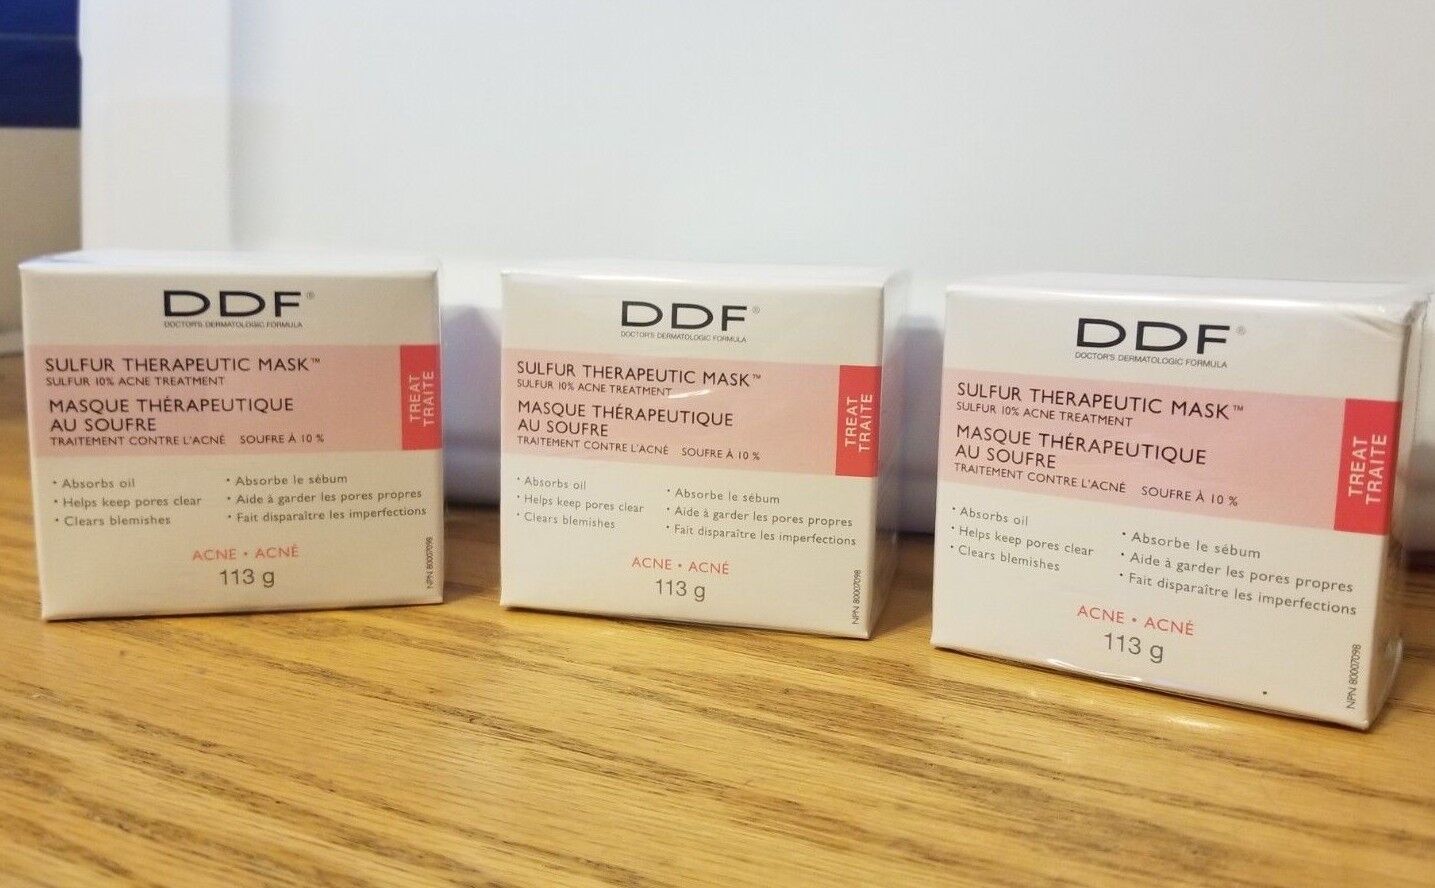 DDF®
DOCTOR'S DERMATOLOGIC FORMULA
SULFUR THERAPEUTIC MASK™
SULFUR 10% ACNE TREATMENT
MASQUE THÉRAPEUTIQUE
AU SOUFRE
TRAITEMENT CONTRE L'ACNÉ SOUFRE À 10 %
TREAT
TRAITE
• Absorbs oil
• Helps keep pores clear
• Clears blemishes
• Absorbe le sébum
• Aide à garder les pores propres
• Fait disparaître les imperfections
ACNE • ACNÉ
113 g
NPN 80007098
DDF®
DOCTOR'S DERMATOLOGIC FORMULA
SULFUR THERAPEUTIC MASK™
SULFUR 10% ACNE TREATMENT
MASQUE THÉRAPEUTIQUE
AU SOUFRE
TRAITEMENT CONTRE L'ACNÉ SOUFRE À 10 %
TREAT
TRAITE
• Absorbs oil
• Helps keep pores clear
• Clears blemishes
• Absorbe le sébum
• Aide à garder les pores propres
• Fait disparaître les imperfections
ACNE • ACNÉ
113 g
NPN 80007098
DDF®
DOCTOR'S DERMATOLOGIC FORMULA
SULFUR THERAPEUTIC MASK™
SULFUR 10% ACNE TREATMENT
MASQUE THÉRAPEUTIQUE
AU SOUFRE
TRAITEMENT CONTRE L'ACNÉ SOUFRE À 10 %
TREAT
TRAITE
• Absorbs oil
• Helps keep pores clear
• Clears blemishes
• Absorbe le sébum
• Aide à garder les pores propres
• Fait disparaître les imperfections
ACNE • ACNÉ
113 g
NPN 80007098